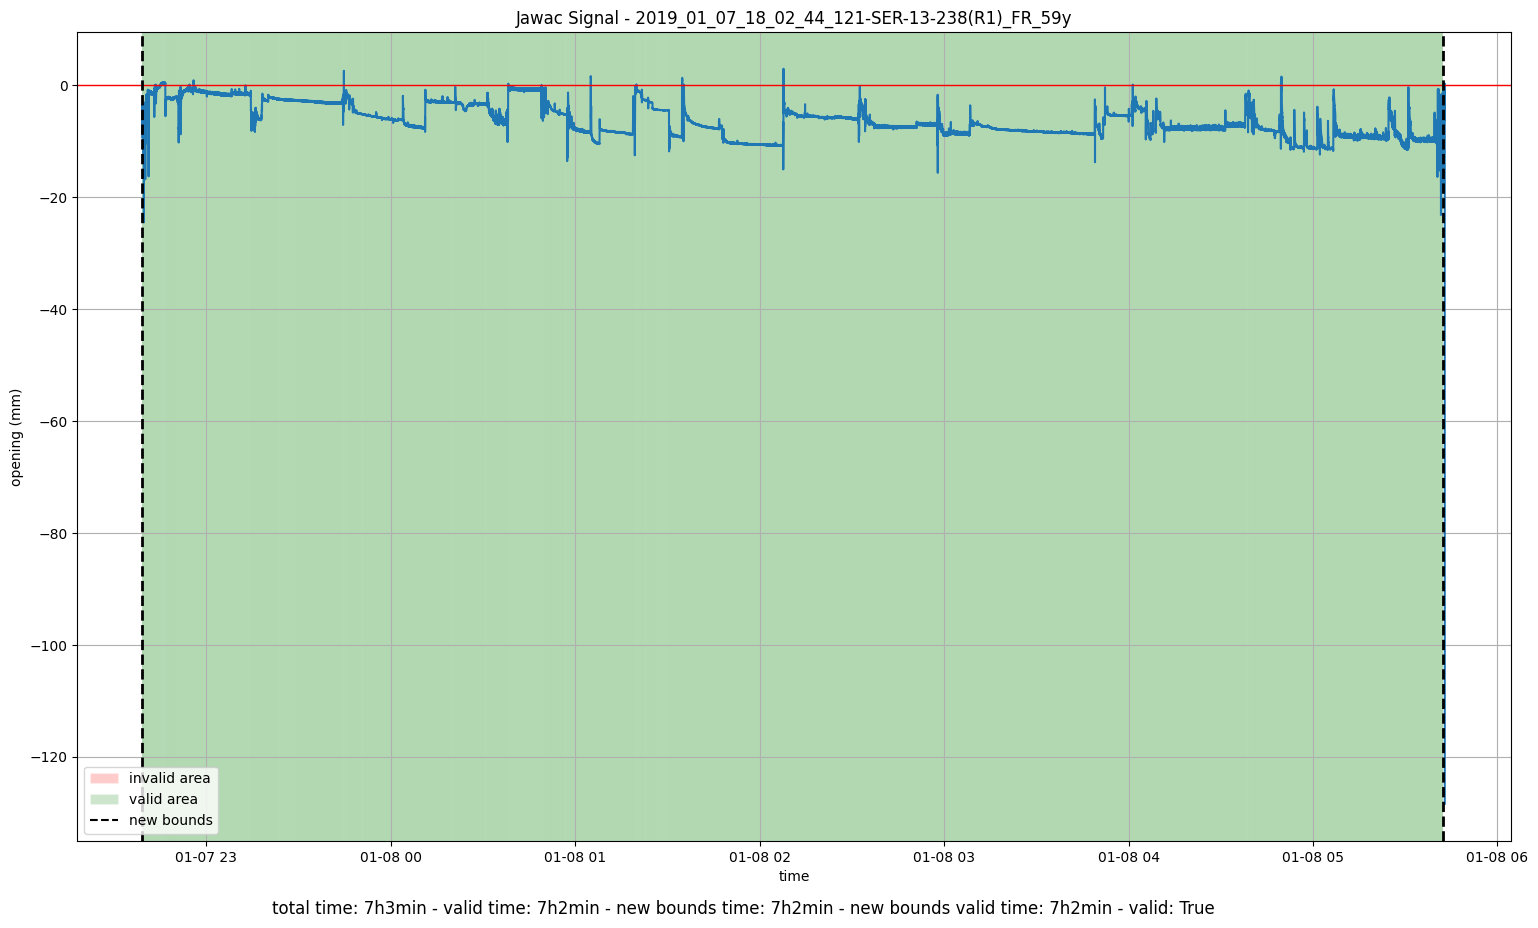 Jawac Signal - 2019_01_07_18_02_44_121-SER-13-238(R1)_FR_59y
opening (mm)
0
−20
−40
−60
−80
−100
−120
invalid area
valid area
new bounds
01-07 23
01-08 00
01-08 01
01-08 02
01-08 03
01-08 04
01-08 05
01-08 06
time
total time: 7h3min - valid time: 7h2min - new bounds time: 7h2min - new bounds valid time: 7h2min - valid: True